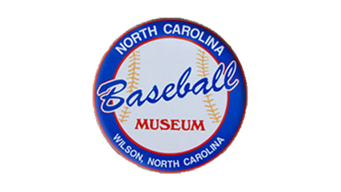 NORTH CAROLINA
Baseball
MUSEUM
WILSON, NORTH CAROLINA